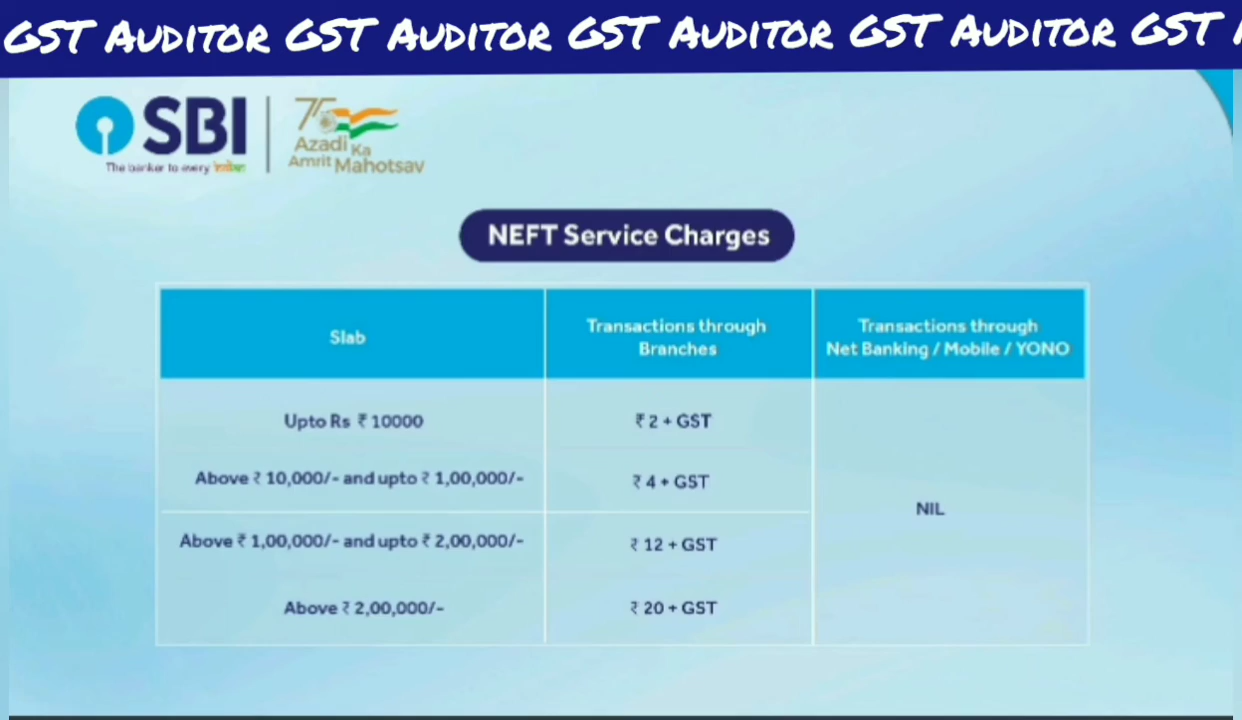 GST AUDITOR GST AUDITOR GST AUDITOR GST AUDITOR GST
SBI
The banker to every Indian
75
Azadi Ka
Amrit Mahotsav
NEFT Service Charges
Slab
Transactions through
Branches
Transactions through
Net Banking / Mobile / YONO
Upto Rs ₹ 10000
₹ 2 + GST
Above ₹ 10,000/- and upto ₹ 1,00,000/-
₹ 4 + GST
NIL
Above ₹ 1,00,000/- and upto ₹ 2,00,000/-
₹ 12 + GST
Above ₹ 2,00,000/-
₹ 20 + GST